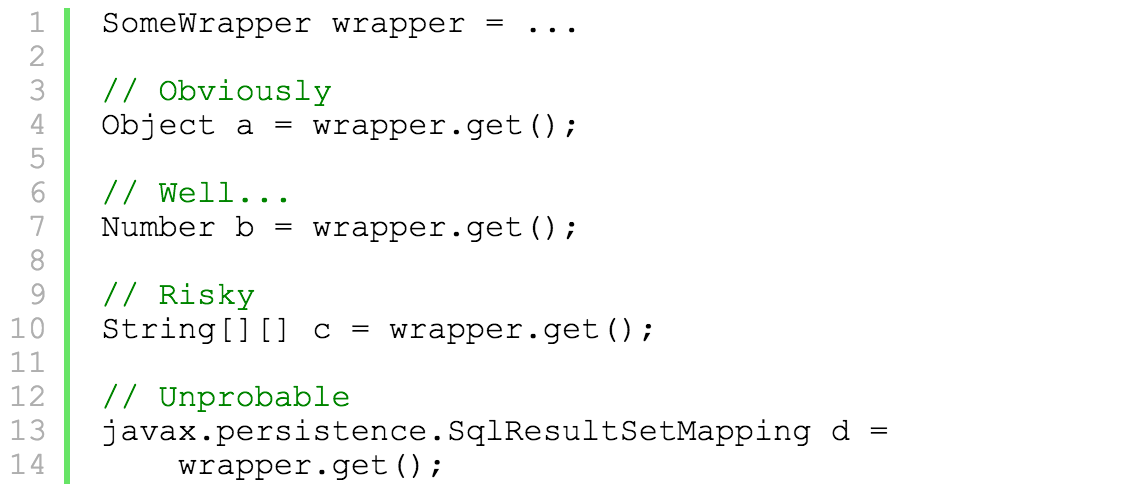 1 SomeWrapper wrapper = ...
2
3 // Obviously
4 Object a = wrapper.get();
5
6 // Well...
7 Number b = wrapper.get();
8
9 // Risky
10 String[][] c = wrapper.get();
11
12 // Unprobable
13 javax.persistence.SqlResultSetMapping d =
14     wrapper.get();